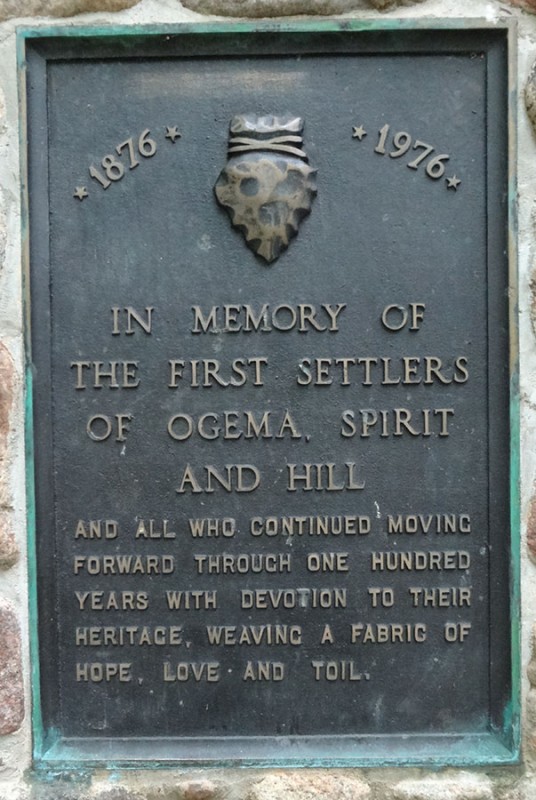 ★ 1876 ★ ★ 1976 ★
IN MEMORY OF
THE FIRST SETTLERS
OF OGEMA, SPIRIT
AND HILL
AND ALL WHO CONTINUED MOVING
FORWARD THROUGH ONE HUNDRED
YEARS WITH DEVOTION TO THEIR
HERITAGE, WEAVING A FABRIC OF
HOPE, LOVE AND TOIL.